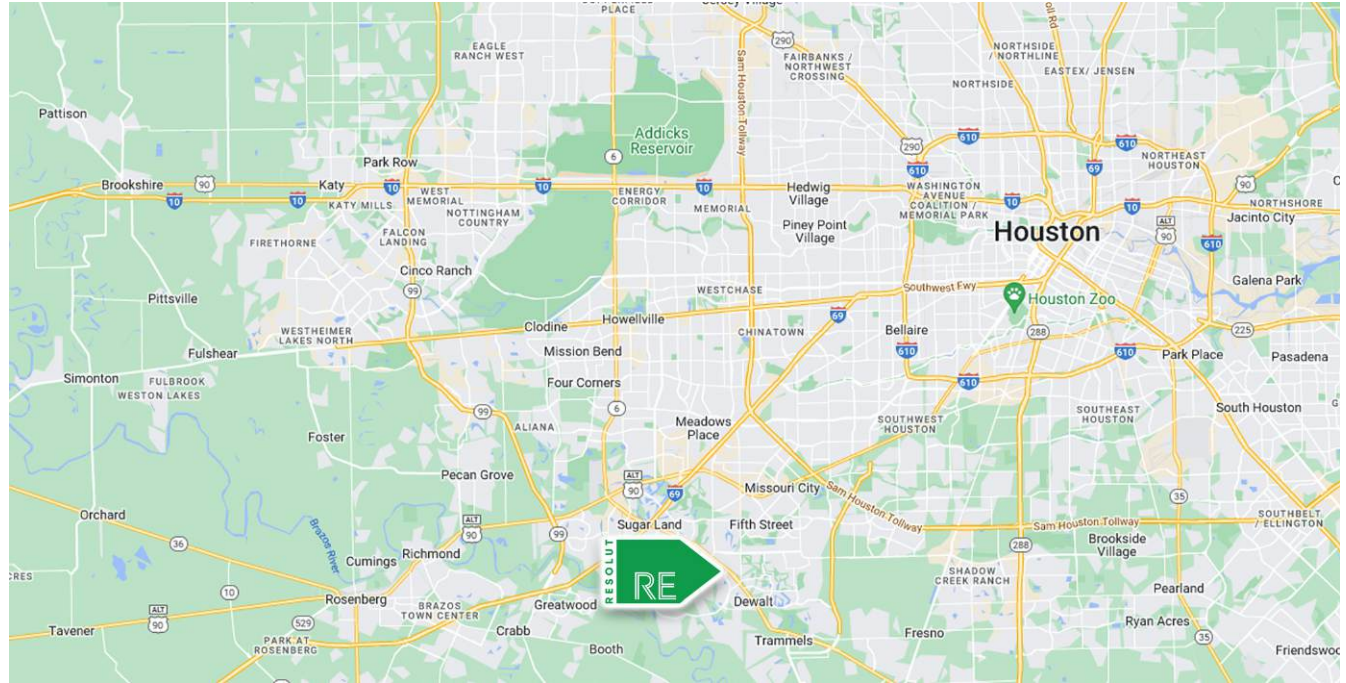 PLACE
Jersey Village
EAGLE
RANCH WEST
290
FAIRBANKS /
NORTHWEST
CROSSING
NORTHSIDE
/ NORTHLINE
EASTEX/ JENSEN
NORTHSIDE
Pattison
Sam Houston Tollway
Addicks
Reservoir
6
290
610
610
69
610
NORTHEAST
HOUSTON
Park Row
Brookshire
90
Katy
10
WEST
MEMORIAL
10
ENERGY
CORRIDOR
10
Hedwig
Village
WASHINGTON
AVENUE
COALITION /
MEMORIAL PARK
10
10
90
NORTHSHORE
10
10
KATY MILLS
NOTTINGHAM
COUNTRY
MEMORIAL
Piney Point
Village
Houston
ALT
90
Jacinto City
610
FIRETHORNE
FALCON
LANDING
Cinco Ranch
99
Galena Park
Pittsville
WESTCHASE
Southwest Fwy
Houston Zoo
WESTHEIMER
LAKES NORTH
Clodine
Howellville
CHINATOWN
69
Bellaire
288
225
Fulshear
Mission Bend
610
610
Park Place
Pasadena
Simonton
FULBROOK
WESTON LAKES
Four Corners
610
99
6
ALIANA
Meadows
Place
SOUTHWEST
HOUSTON
SOUTHEAST
HOUSTON
South Houston
Foster
Pecan Grove
ALT
90
69
Missouri City
Sam Houston Tollway
35
Orchard
36
Brazos River
ALT
90
99
Sugar Land
Fifth Street
Sam Houston Tollway
SOUTHBELT
/ ELLINGTON
288
Brookside
Village
Cumings
Richmond
RESOLUT
RE
SHADOW
CREEK RANCH
Pearland
10
Rosenberg
BRAZOS
TOWN CENTER
Greatwood
Dewalt
ALT
90
529
Ryan Acres
Tavener
PARK AT
ROSENBERG
Crabb
Booth
Trammels
Fresno
35